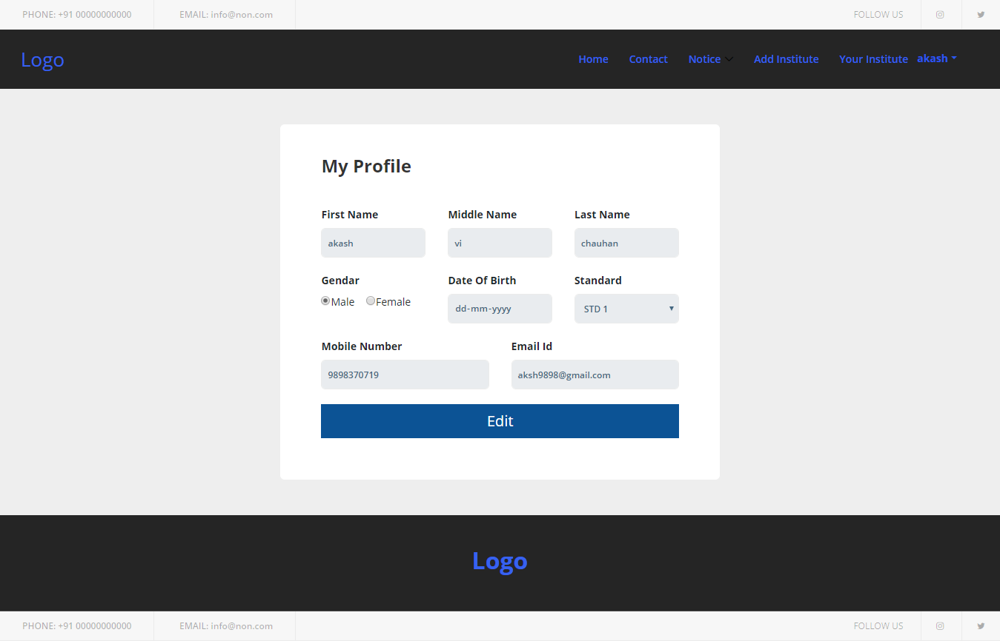 PHONE: +91 00000000000 EMAIL: info@non.com FOLLOW US
Logo Home Contact Notice Add Institute Your Institute akash
My Profile
First Name Middle Name Last Name
akash vi chauhan
Gendar Date Of Birth Standard
Male Female dd-mm-yyyy STD 1
Mobile Number Email Id
9898370719 aksh9898@gmail.com
Edit
Logo
PHONE: +91 00000000000 EMAIL: info@non.com FOLLOW US